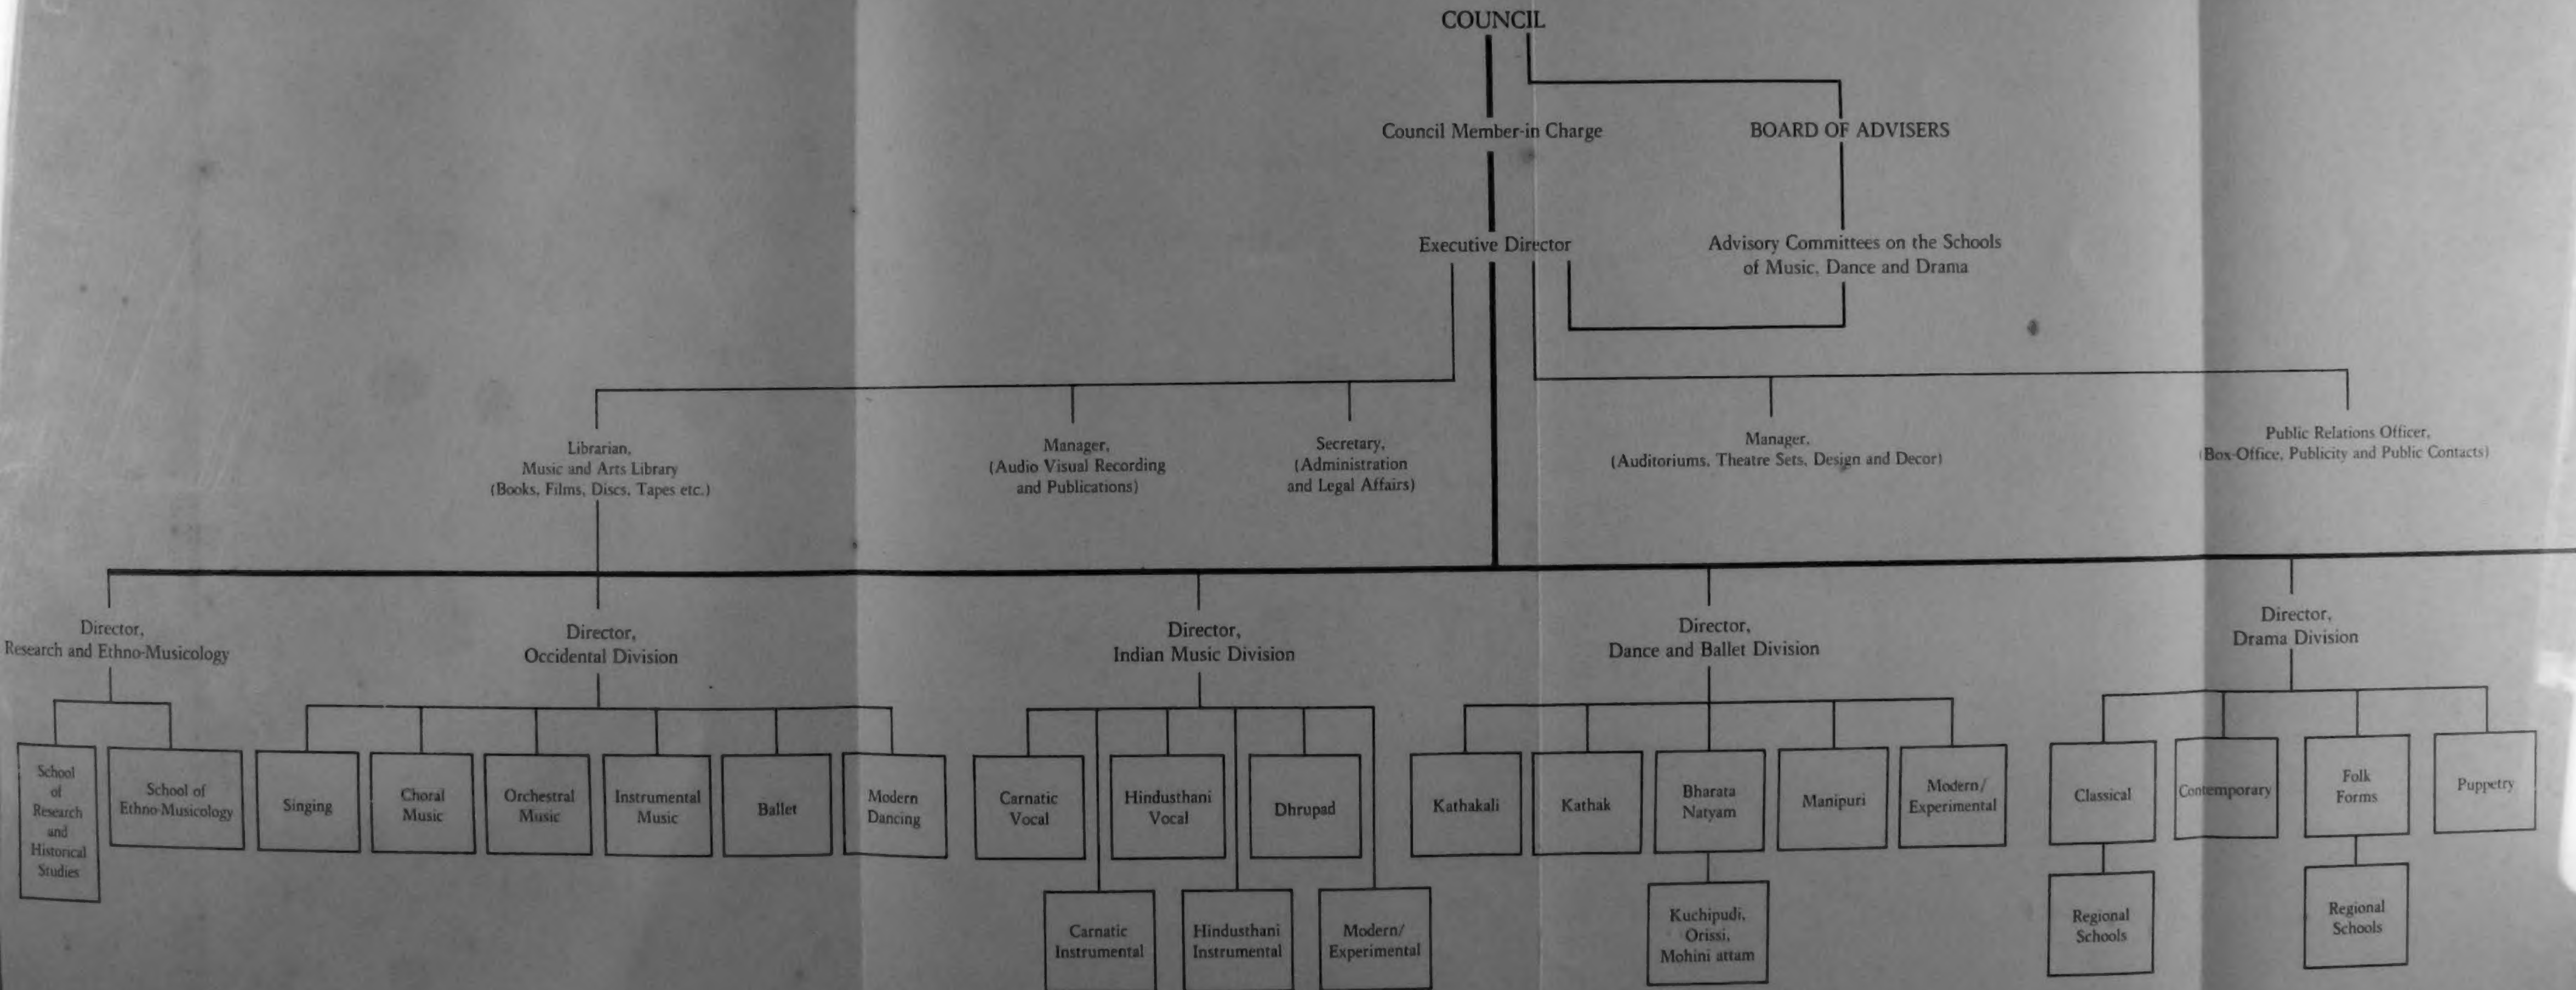 COUNCIL
Council Member-in Charge
BOARD OF ADVISERS
Executive Director
Advisory Committees on the Schools
of Music, Dance and Drama
Librarian,
Music and Arts Library
(Books, Films, Discs, Tapes etc.)
Manager,
(Audio Visual Recording
and Publications)
Secretary,
(Administration
and Legal Affairs)
Manager,
(Auditoriums, Theatre Sets, Design and Decor)
Public Relations Officer,
(Box-Office, Publicity and Public Contacts)
Director,
Research and Ethno-Musicology
Director,
Occidental Division
Director,
Indian Music Division
Director,
Dance and Ballet Division
Director,
Drama Division
School
of
Research
and
Historical
Studies
School of
Ethno-Musicology
Singing
Choral
Music
Orchestral
Music
Instrumental
Music
Ballet
Modern
Dancing
Carnatic
Vocal
Hindusthani
Vocal
Dhrupad
Kathakali
Kathak
Bharata
Natyam
Manipuri
Modern/
Experimental
Classical
Contemporary
Folk
Forms
Puppetry
Carnatic
Instrumental
Hindusthani
Instrumental
Modern/
Experimental
Kuchipudi,
Orissi,
Mohini attam
Regional
Schools
Regional
Schools